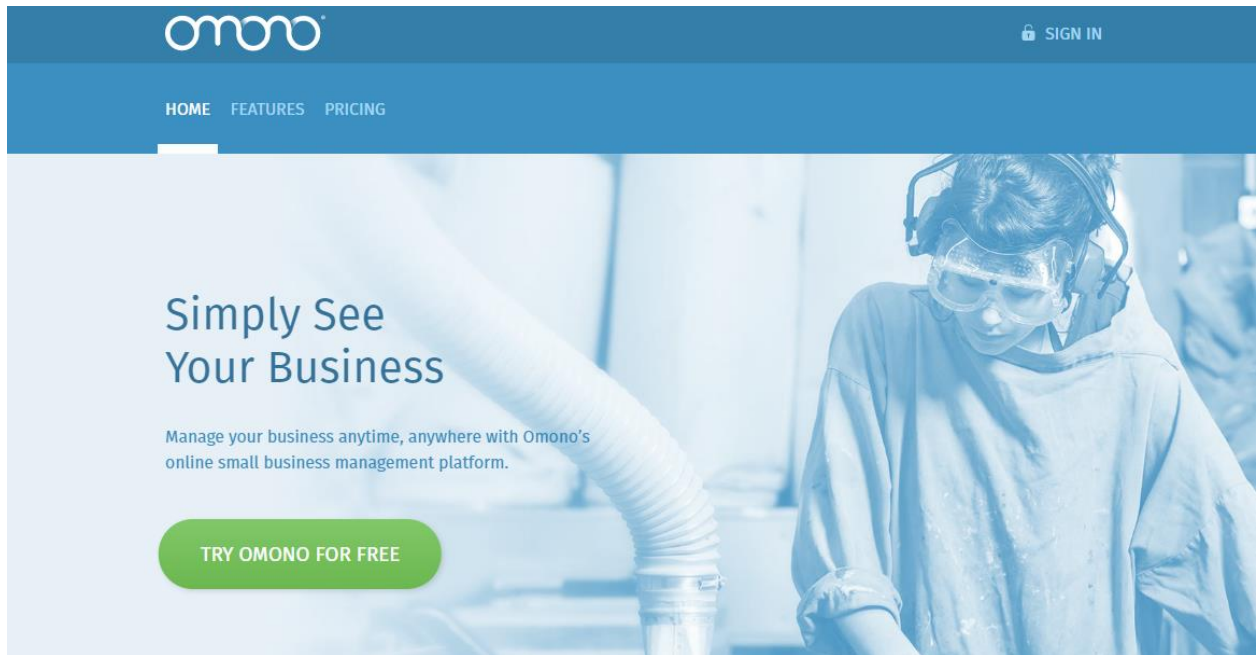 omono
SIGN IN
HOME FEATURES PRICING
Simply See
Your Business
Manage your business anytime, anywhere with Omono’s
online small business management platform.
TRY OMONO FOR FREE